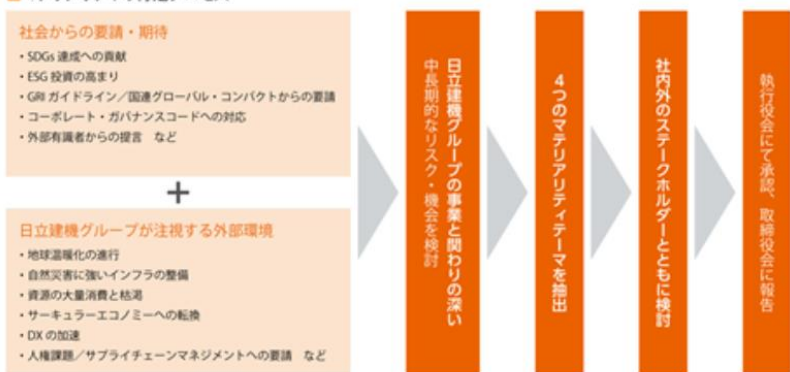 社会からの要請・期待
・SDGs 達成への貢献
・ESG 投資の高まり
・GRI ガイドライン／国連グローバル・コンパクトからの要請
・コーポレート・ガバナンスコードへの対応
・外部有識者からの提言 など
+
日立建機グループが注視する外部環境
・地球温暖化の進行
・自然災害に強いインフラの整備
・資源の大量消費と枯渇
・サーキュラーエコノミーへの転換
・DX の加速
・人権課題／サプライチェーンマネジメントへの要請 など
日立建機グループの事業と関わりの深い
中長期的なリスク・機会を検討
4つのマテリアリティテーマを抽出
社内外のステークホルダーとともに検討
執行役会にて承認、取締役会に報告